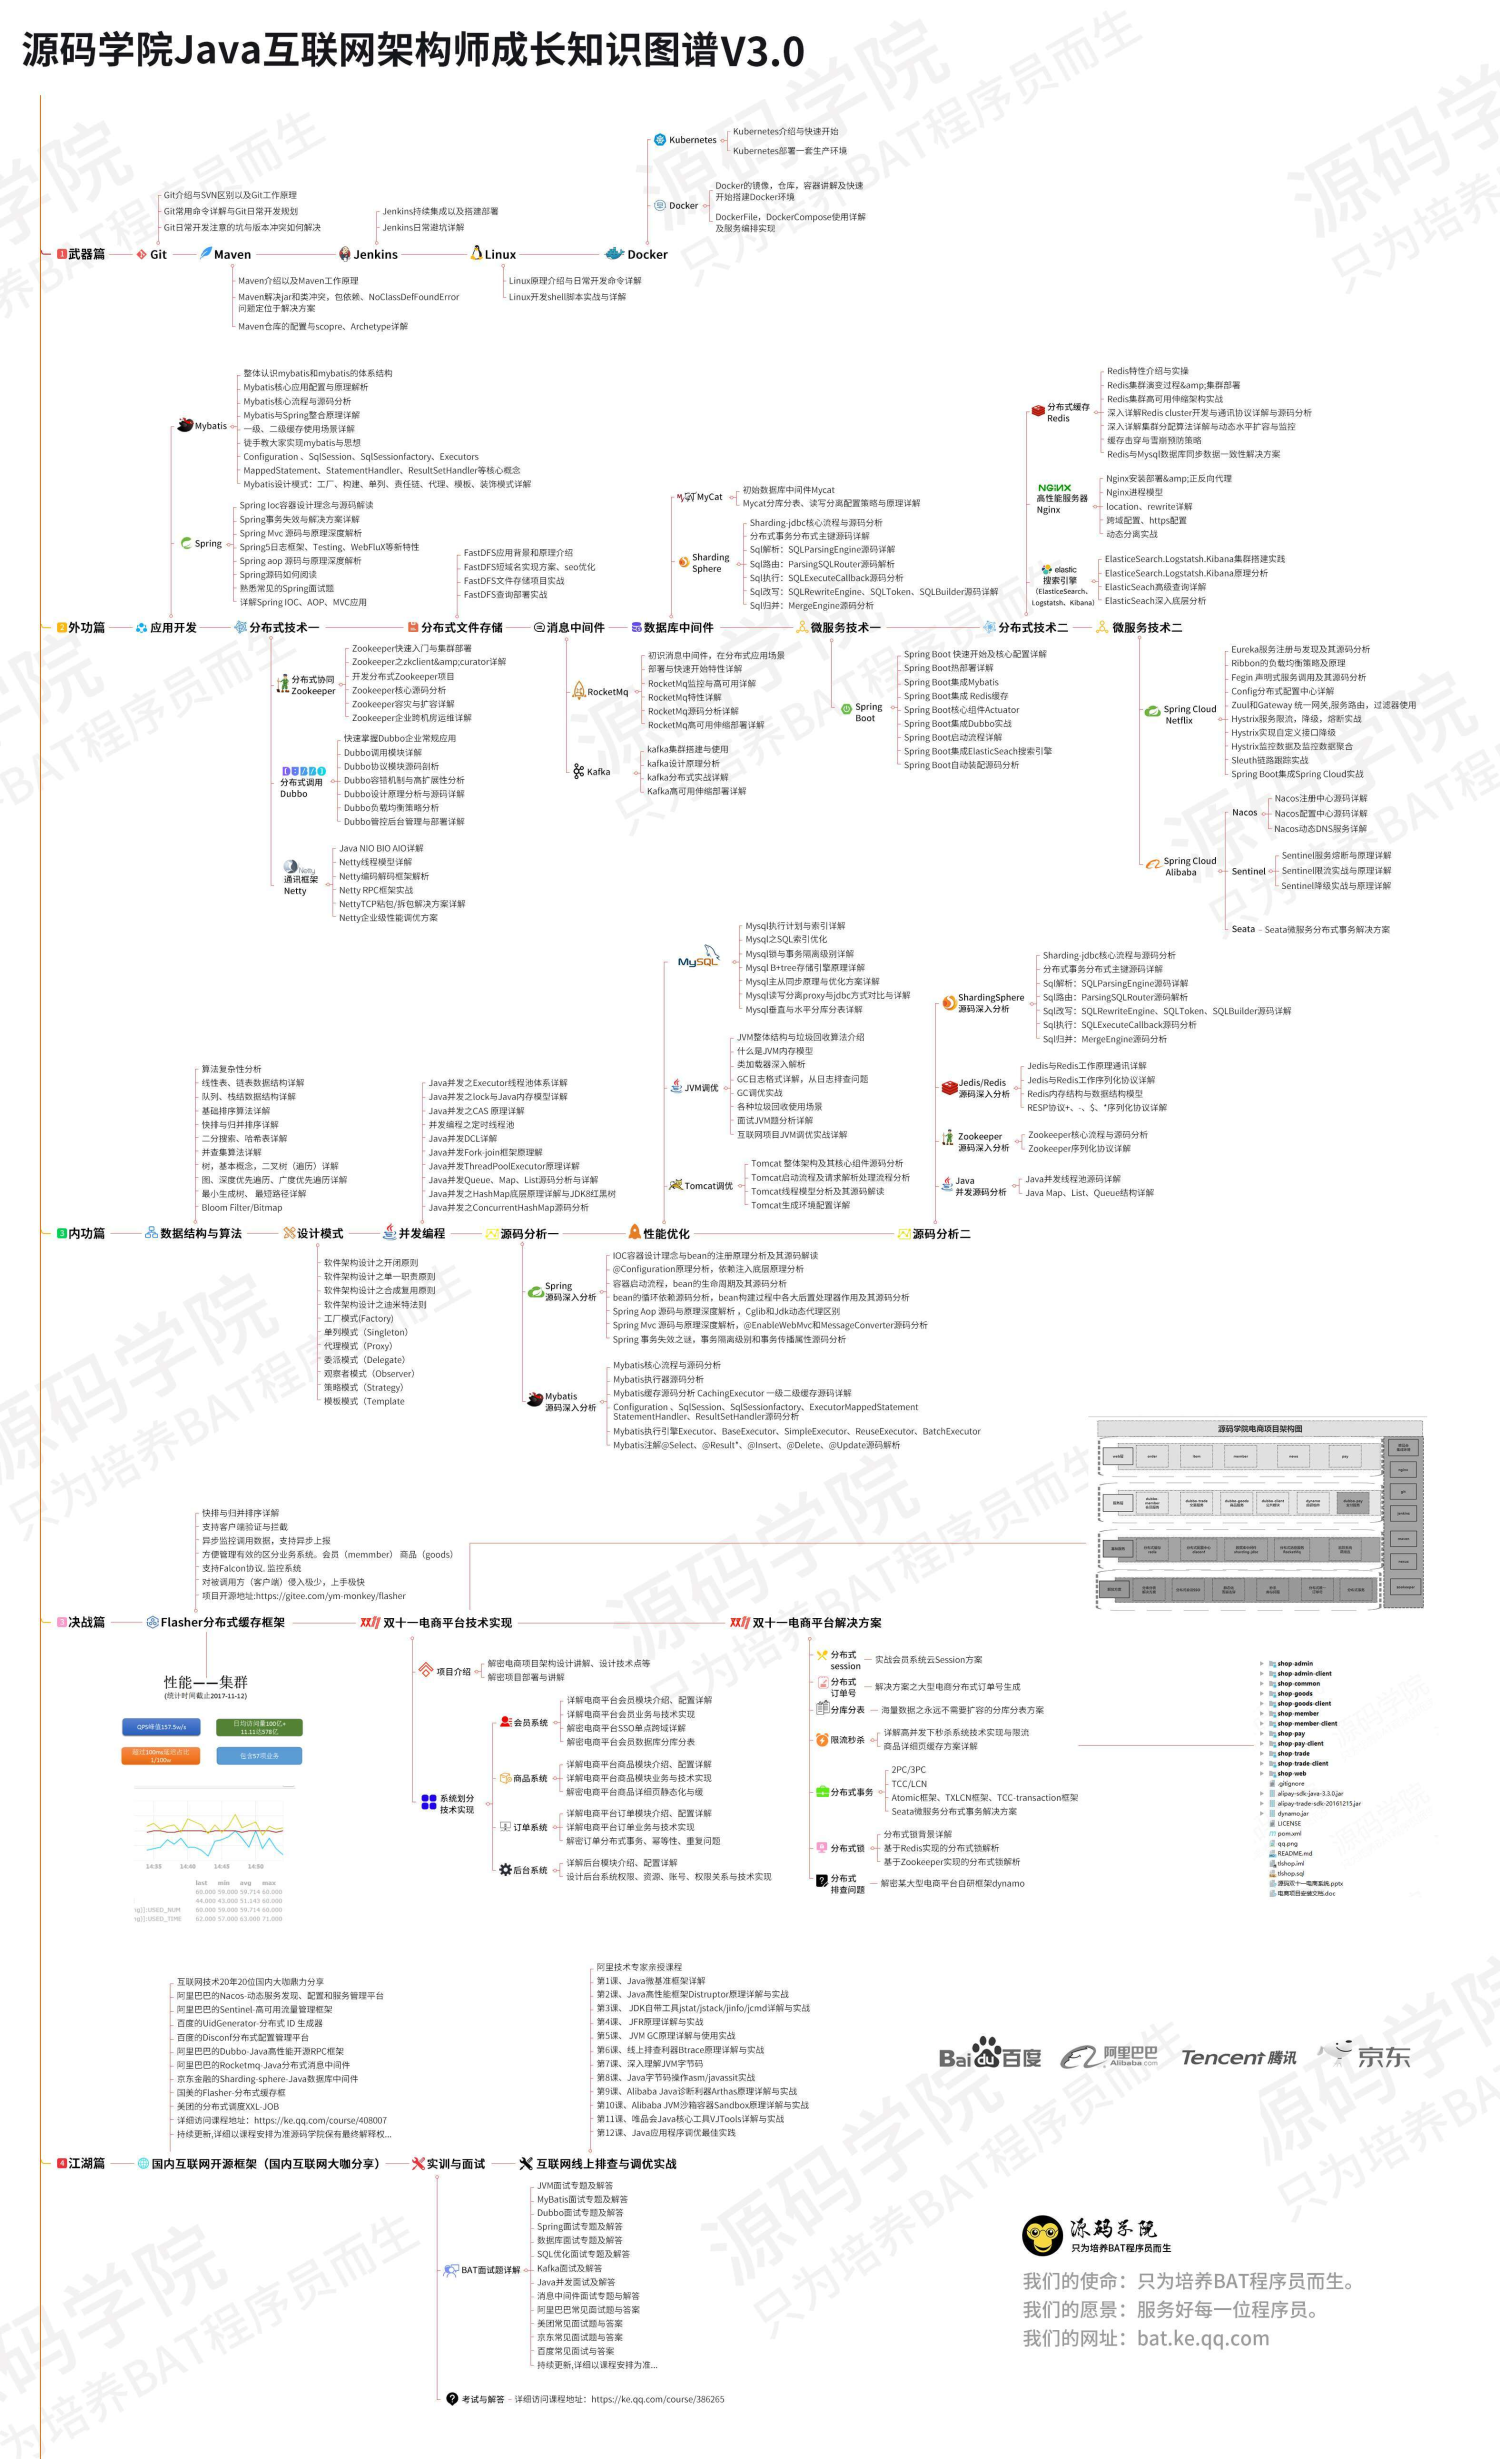 源码学院Java互联网架构师成长知识图谱V3.0
Kubernetes
Kubernetes介绍与快速开始
Kubernetes部署一套生产环境
Docker
Docker的镜像，仓库，容器讲解及快速
开始搭建Docker环境
DockerFile，DockerCompose使用详解
及服务编排实现
Git介绍与SVN区别以及Git工作原理
Git常用命令详解与Git日常开发规划
Git日常开发注意的坑与版本冲突如何解决
Jenkins持续集成以及搭建部署
Jenkins日常避坑详解
1武器篇
Git
Maven
Jenkins
Linux
Docker
Maven介绍以及Maven工作原理
Maven解决jar和类冲突，包依赖、NoClassDefFoundError
问题定位于解决方案
Maven仓库的配置与scopre、Archetype详解
Linux原理介绍与日常开发命令详解
Linux开发shell脚本实战与详解
Mybatis
整体认识mybatis和mybatis的体系结构
Mybatis核心应用配置与原理解析
Mybatis核心流程与源码分析
Mybatis与Spring整合原理详解
一级、二级缓存使用场景详解
徒手教大家实现mybatis与思想
Configuration 、SqlSession、SqlSessionfactory、Executors
MappedStatement、StatementHandler、ResultSetHandler等核心概念
Mybatis设计模式：工厂、构建、单列、责任链、代理、模板、装饰模式详解
Spring
Spring Ioc容器设计理念与源码解读
Spring事务失效与解决方案详解
Spring Mvc 源码与原理深度解析
Spring5日志框架、Testing、WebFluX等新特性
Spring aop 源码与原理深度解析
Spring源码如何阅读
熟悉常见的Spring面试题
详解Spring IOC、AOP、MVC应用
FastDFS应用背景和原理介绍
FastDFS短域名实现方案、seo优化
FastDFS文件存储项目实战
FastDFS查询部署实战
MyCat
初始数据库中间件Mycat
Mycat分库分表、读写分离配置策略与原理详解
Sharding
Sphere
Sharding-jdbc核心流程与源码分析
分布式事务分布式主键源码详解
Sql解析：SQLParsingEngine源码详解
Sql路由：ParsingSQLRouter源码解析
Sql执行：SQLExecuteCallback源码分析
Sql改写：SQLRewriteEngine、SQLToken、SQLBuilder源码详解
Sql归并：MergeEngine源码分析
分布式缓存
Redis
Redis特性介绍与实操
Redis集群演变过程&amp;集群部署
Redis集群高可用伸缩架构实战
深入详解Redis cluster开发与通讯协议详解与源码分析
深入详解集群分配算法详解与动态水平扩容与监控
缓存击穿与雪崩预防策略
Redis与Mysql数据库同步数据一致性解决方案
NGINX
高性能服务器
Nginx
Nginx安装部署&amp;正反向代理
Nginx进程模型
location、rewrite详解
跨域配置、https配置
动态分离实战
elastic
搜索引擎
（ElasticeSearch、
Logstatsh、Kibana）
ElasticeSearch.Logstatsh.Kibana集群搭建实践
ElasticeSearch.Logstatsh.Kibana原理分析
ElasticSeach高级查询详解
ElasticSeach深入底层分析
2外功篇
应用开发
分布式技术一
分布式文件存储
消息中间件
数据库中间件
微服务技术一
分布式技术二
微服务技术二
分布式协同
Zookeeper
Zookeeper快速入门与集群部署
Zookeeper之zkclient&amp;curator详解
开发分布式Zookeeper项目
Zookeeper核心源码分析
Zookeeper容灾与扩容详解
Zookeeper企业跨机房运维详解
DUBBO
分布式调用
Dubbo
快速掌握Dubbo企业常规应用
Dubbo调用模块详解
Dubbo协议模块源码剖析
Dubbo容错机制与高扩展性分析
Dubbo设计原理分析与源码详解
Dubbo负载均衡策略分析
Dubbo管控后台管理与部署详解
Netty
通讯框架
Netty
Java NIO BIO AIO详解
Netty线程模型详解
Netty编码解码框架解析
Netty RPC框架实战
NettyTCP粘包/拆包解决方案详解
Netty企业级性能调优方案
RocketMq
初识消息中间件，在分布式应用场景
部署与快速开始特性详解
RocketMq监控与高可用详解
RocketMq特性详解
RocketMq源码分析详解
RocketMq高可用伸缩部署详解
Kafka
kafka集群搭建与使用
kafka设计原理分析
kafka分布式实战详解
Kafka高可用伸缩部署详解
Spring
Boot
Spring Boot 快速开始及核心配置详解
Spring Boot热部署详解
Spring Boot集成Mybatis
Spring Boot集成 Redis缓存
Spring Boot核心组件Actuator
Spring Boot集成Dubbo实战
Spring Boot启动流程详解
Spring Boot集成ElasticSeach搜索引擎
Spring Boot自动装配源码分析
Spring Cloud
Netflix
Eureka服务注册与发现及其源码分析
Ribbon的负载均衡策略及原理
Fegin 声明式服务调用及其源码分析
Config分布式配置中心详解
Zuul和Gateway 统一网关,服务路由，过滤器使用
Hystrix服务限流，降级，熔断实战
Hystrix实现自定义接口降级
Hystrix监控数据及监控数据聚合
Sleuth链路跟踪实战
Spring Boot集成Spring Cloud实战
Spring Cloud
Alibaba
Nacos
Nacos注册中心源码详解
Nacos配置中心源码详解
Nacos动态DNS服务详解
Sentinel
Sentinel服务熔断与原理详解
Sentinel限流实战与原理详解
Sentinel降级实战与原理详解
Seata
Seata微服务分布式事务解决方案
MySQL
Mysql执行计划与索引详解
Mysql之SQL索引优化
Mysql锁与事务隔离级别详解
Mysql B+tree存储引擎原理详解
Mysql主从同步原理与优化方案详解
Mysql读写分离proxy与jdbc方式对比与详解
Mysql垂直与水平分库分表详解
JVM调优
JVM整体结构与垃圾回收算法介绍
什么是JVM内存模型
类加载器深入解析
GC日志格式详解，从日志排查问题
GC调优实战
各种垃圾回收使用场景
面试JVM题分析详解
互联网项目JVM调优实战详解
Tomcat调优
Tomcat 整体架构及其核心组件源码分析
Tomcat启动流程及请求解析处理流程分析
Tomcat线程模型分析及其源码解读
Tomcat生成环境配置详解
ShardingSphere
源码深入分析
Sharding-jdbc核心流程与源码分析
分布式事务分布式主键源码详解
Sql解析：SQLParsingEngine源码详解
Sql路由：ParsingSQLRouter源码解析
Sql改写：SQLRewriteEngine、SQLToken、SQLBuilder源码详解
Sql执行：SQLExecuteCallback源码分析
Sql归并：MergeEngine源码分析
Jedis/Redis
源码深入分析
Jedis与Redis工作原理通讯详解
Jedis与Redis工作序列化协议详解
Redis内存结构与数据结构模型
RESP协议+、-、$、*序列化协议详解
Zookeeper
源码深入分析
Zookeeper核心流程与源码分析
Zookeeper序列化协议详解
Java
并发源码分析
Java并发线程池源码详解
Java Map、List、Queue结构详解
算法复杂性分析
线性表、链表数据结构详解
队列、栈结数据结构详解
基础排序算法详解
快排与归并排序详解
二分搜索、哈希表详解
并查集算法详解
树，基本概念，二叉树（遍历）详解
图、深度优先遍历、广度优先遍历详解
最小生成树、 最短路径详解
Bloom Filter/Bitmap
Java并发之Executor线程池体系详解
Java并发之lock与Java内存模型详解
Java并发之CAS 原理详解
并发编程之定时线程池
Java并发DCL详解
Java并发Fork-join框架原理解
Java并发ThreadPoolExecutor原理详解
Java并发Queue、Map、List源码分析与详解
Java并发之HashMap底层原理详解与JDK8红黑树
Java并发之ConcurrentHashMap源码分析
3内功篇
数据结构与算法
设计模式
并发编程
源码分析一
性能优化
源码分析二
软件架构设计之开闭原则
软件架构设计之单一职责原则
软件架构设计之合成复用原则
软件架构设计之迪米特法则
工厂模式(Factory)
单列模式（Singleton）
代理模式（Proxy）
委派模式（Delegate）
观察者模式（Observer）
策略模式（Strategy）
模板模式（Template
Spring
源码深入分析
IOC容器设计理念与bean的注册原理分析及其源码解读
@Configuration原理分析，依赖注入底层原理分析
容器启动流程，bean的生命周期及其源码分析
bean的循环依赖源码分析，bean构建过程中各大后置处理器作用及其源码分析
Spring Aop 源码与原理深度解析 ，Cglib和Jdk动态代理区别
Spring Mvc 源码与原理深度解析，@EnableWebMvc和MessageConverter源码分析
Spring 事务失效之谜，事务隔离级别和事务传播属性源码分析
Mybatis
源码深入分析
Mybatis核心流程与源码分析
Mybatis执行器源码分析
Mybatis缓存源码分析 CachingExecutor 一级二级缓存源码详解
Configuration 、SqlSession、SqlSessionfactory、ExecutorMappedStatement
StatementHandler、ResultSetHandler源码分析
Mybatis执行引擎Executor、BaseExecutor、SimpleExecutor、ReuseExecutor、BatchExecutor
Mybatis注解@Select、@Result*、@Insert、@Delete、@Update源码解析
源码学院电商项目架构图
快排与归并排序详解
支持客户端验证与拦截
异步监控调用数据，支持异步上报
方便管理有效的区分业务系统。会员（memmber） 商品（goods）
支持Falcon协议. 监控系统
对被调用方（客户端）侵入极少，上手极快
项目开源地址:https://gitee.com/ym-monkey/flasher
决战篇
Flasher分布式缓存框架
双十一电商平台技术实现
双十一电商平台解决方案
性能——集群
(统计时间截止2017-11-12)
QPS峰值157.5w/s
日均访问量100亿+
11.11达578亿
超过100ms延迟占比
1/100w
包含57项业务
14:35 14:40 14:45 14:50
last min avg max
60.000 59.000 59.714 60.000
44.000 43.000 51.143 60.000
rg[]:USED_NUM 60.000 59.000 59.714 60.000
rg[]:USED_TIME 62.000 57.000 63.000 71.000
项目介绍
解密电商项目架构设计讲解、设计技术点等
解密项目部署与讲解
系统划分
技术实现
会员系统
详解电商平台会员模块介绍、配置详解
详解电商平台会员业务与技术实现
解密电商平台SSO单点跨域详解
解密电商平台会员数据库分库分表
商品系统
详解电商平台商品模块介绍、配置详解
详解电商平台商品模块业务与技术实现
解密电商平台商品详细页静态化与缓
订单系统
详解电商平台订单模块介绍、配置详解
详解电商平台订单业务与技术实现
解密订单分布式事务、幂等性、重复问题
后台系统
详解后台模块介绍、配置详解
设计后台系统权限、资源、账号、权限关系与技术实现
分布式
session
实战会员系统云Session方案
分布式
订单号
解决方案之大型电商分布式订单号生成
分库分表
海量数据之永远不需要扩容的分库分表方案
限流秒杀
详解高并发下秒杀系统技术实现与限流
商品详细页缓存方案详解
分布式事务
2PC/3PC
TCC/LCN
Atomic框架、TXLCN框架、TCC-transaction框架
Seata微服务分布式事务解决方案
分布式锁
分布式锁背景详解
基于Redis实现的分布式锁解析
基于Zookeeper实现的分布式锁解析
分布式
排查问题
解密某大型电商平台自研框架dynamo
shop-admin
shop-admin-client
shop-common
shop-goods
shop-goods-client
shop-member
shop-member-client
shop-pay
shop-pay-client
shop-trade
shop-trade-client
shop-web
.gitignore
alipay-sdk-java-3.3.0.jar
alipay-trade-sdk-20161215.jar
dynamo.jar
LICENSE
pom.xml
qq.png
README.md
tlshop.iml
tlshop.sql
源码双十一电商系统.pptx
电商项目安装文档.doc
互联网技术20年20位国内大咖鼎力分享
阿里巴巴的Nacos-动态服务发现、配置和服务管理平台
阿里巴巴的Sentinel-高可用流量管理框架
百度的UidGenerator-分布式 ID 生成器
百度的Disconf分布式配置管理平台
阿里巴巴的Dubbo-Java高性能开源RPC框架
阿里巴巴的Rocketmq-Java分布式消息中间件
京东金融的Sharding-sphere-Java数据库中间件
国美的Flasher-分布式缓存框
美团的分布式调度XXL-JOB
详细访问课程地址：https://ke.qq.com/course/408007
持续更新,详细以课程安排为准源码学院保有最终解释权...
阿里技术专家亲授课程
第1课、Java微基准框架详解
第2课、Java高性能框架Distruptor原理详解与实战
第3课、 JDK自带工具jstat/jstack/jinfo/jcmd详解与实战
第4课、 JFR原理详解与实战
第5课、 JVM GC原理详解与使用实战
第6课、线上排查利器Btrace原理详解与实战
第7课、深入理解JVM字节码
第8课、Java字节码操作asm/javassit实战
第9课、Alibaba Java诊断利器Arthas原理详解与实战
第10课、Alibaba JVM沙箱容器Sandbox原理详解与实战
第11课、唯品会Java核心工具VJTools详解与实战
第12课、Java应用程序调优最佳实践
Bai du 百度
阿里巴巴
Alibaba.com
Tencent 腾讯
京东
4江湖篇
国内互联网开源框架（国内互联网大咖分享）
实训与面试
互联网线上排查与调优实战
BAT面试题详解
JVM面试专题及解答
MyBatis面试专题及解答
Dubbo面试专题及解答
Spring面试专题及解答
数据库面试专题及解答
SQL优化面试专题及解答
Kafka面试及解答
Java并发面试及解答
消息中间件面试专题与解答
阿里巴巴常见面试题与答案
美团常见面试题与答案
京东常见面试题与答案
百度常见面试与答案
持续更新,详细以课程安排为准...
考试与解答
详细访问课程地址：https://ke.qq.com/course/386265
源码学院
只为培养BAT程序员而生
我们的使命：只为培养BAT程序员而生。
我们的愿景：服务好每一位程序员。
我们的网址：bat.ke.qq.com